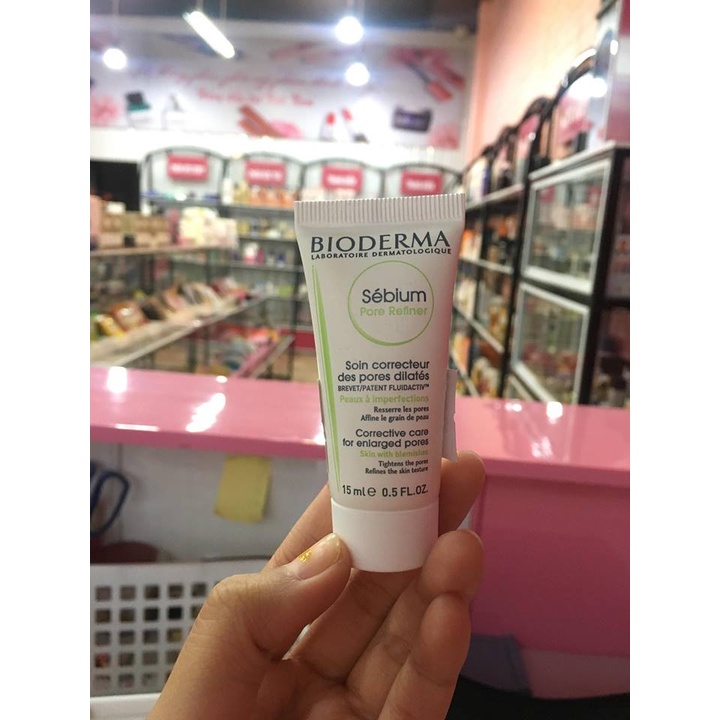 BIODERMA
LABORATOIRE DERMATOLOGIQUE
Sébium
Pore Refiner
Soin correcteur
des pores dilatés
BREVET/PATENT FLUIDACTIV™
Peaux à imperfections
Resserre les pores
Affine le grain de peau
Corrective care
for enlarged pores
Skin with blemishes
Tightens the pores
Refines the skin texture
15 ml e 0.5 FL.OZ.